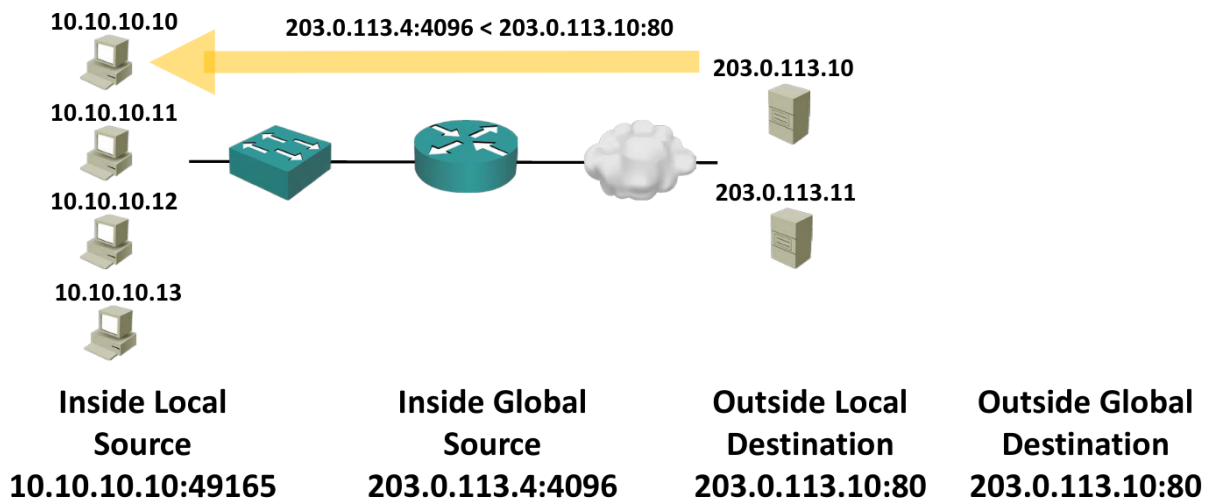 10.10.10.10
203.0.113.4:4096 < 203.0.113.10:80
203.0.113.10
10.10.10.11
10.10.10.12
203.0.113.11
10.10.10.13
Inside Local
Source
10.10.10.10:49165
Inside Global
Source
203.0.113.4:4096
Outside Local
Destination
203.0.113.10:80
Outside Global
Destination
203.0.113.10:80